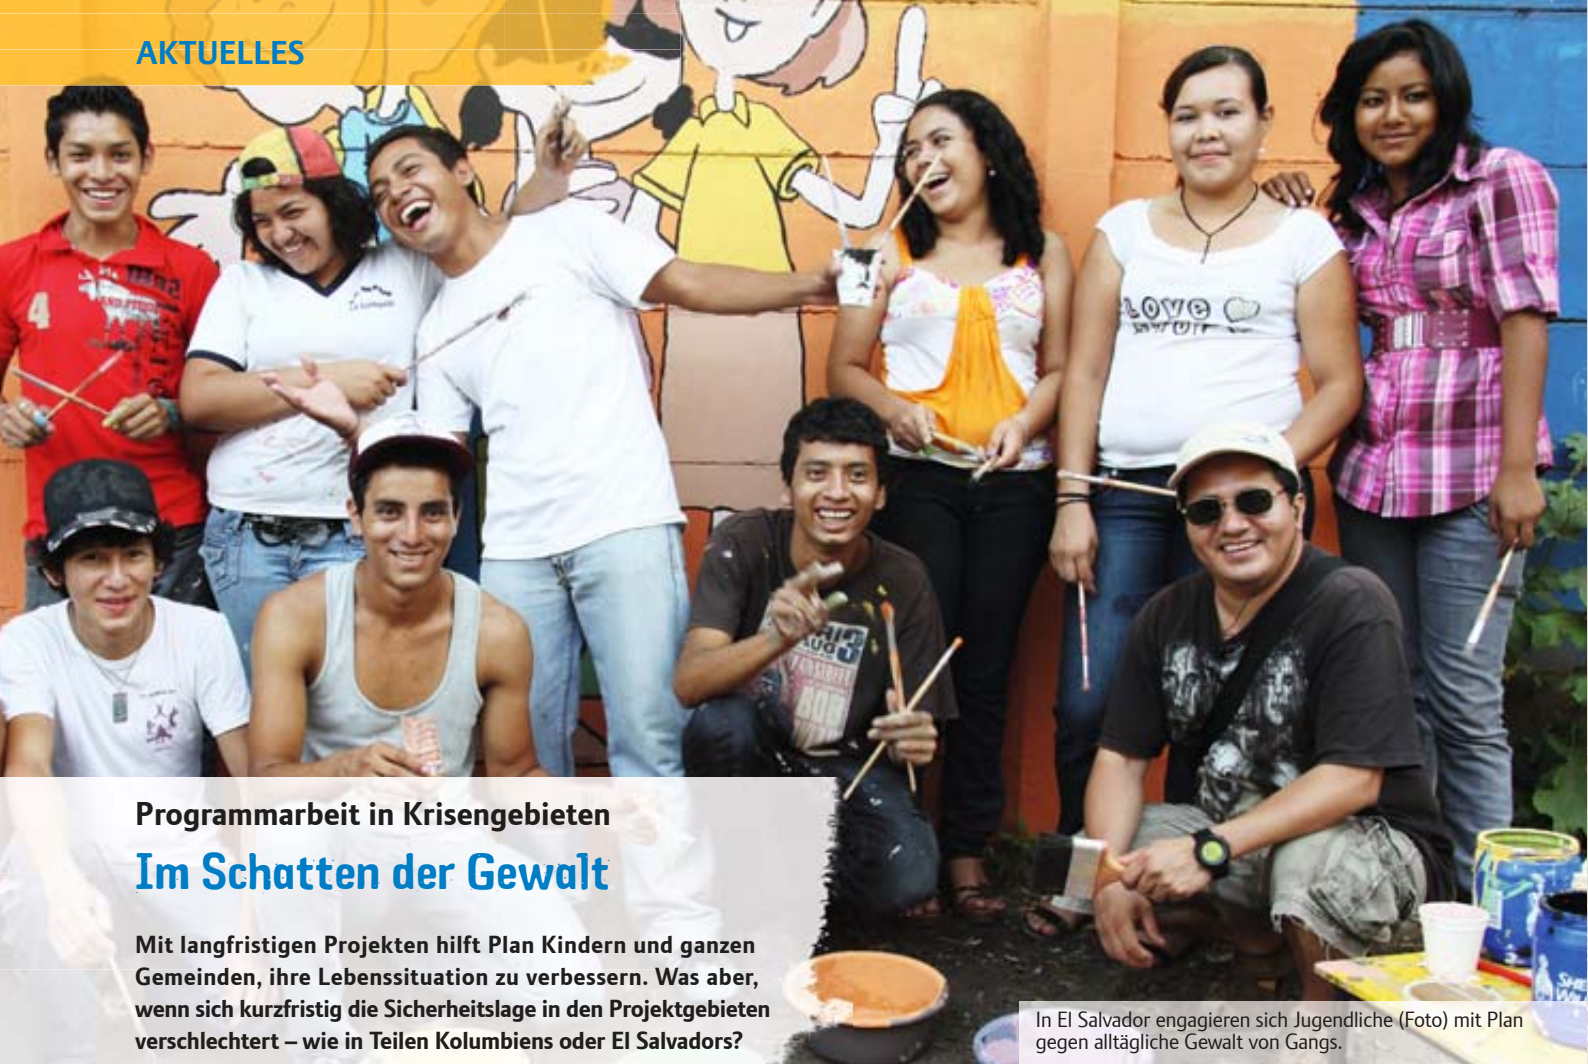 AKTUELLES
4
LOVE
Programmarbeit in Krisengebieten
Im Schatten der Gewalt
Mit langfristigen Projekten hilft Plan Kindern und ganzen
Gemeinden, ihre Lebenssituation zu verbessern. Was aber,
wenn sich kurzfristig die Sicherheitslage in den Projektgebieten
verschlechtert – wie in Teilen Kolumbiens oder El Salvadors?
In El Salvador engagieren sich Jugendliche (Foto) mit Plan
gegen alltägliche Gewalt von Gangs.